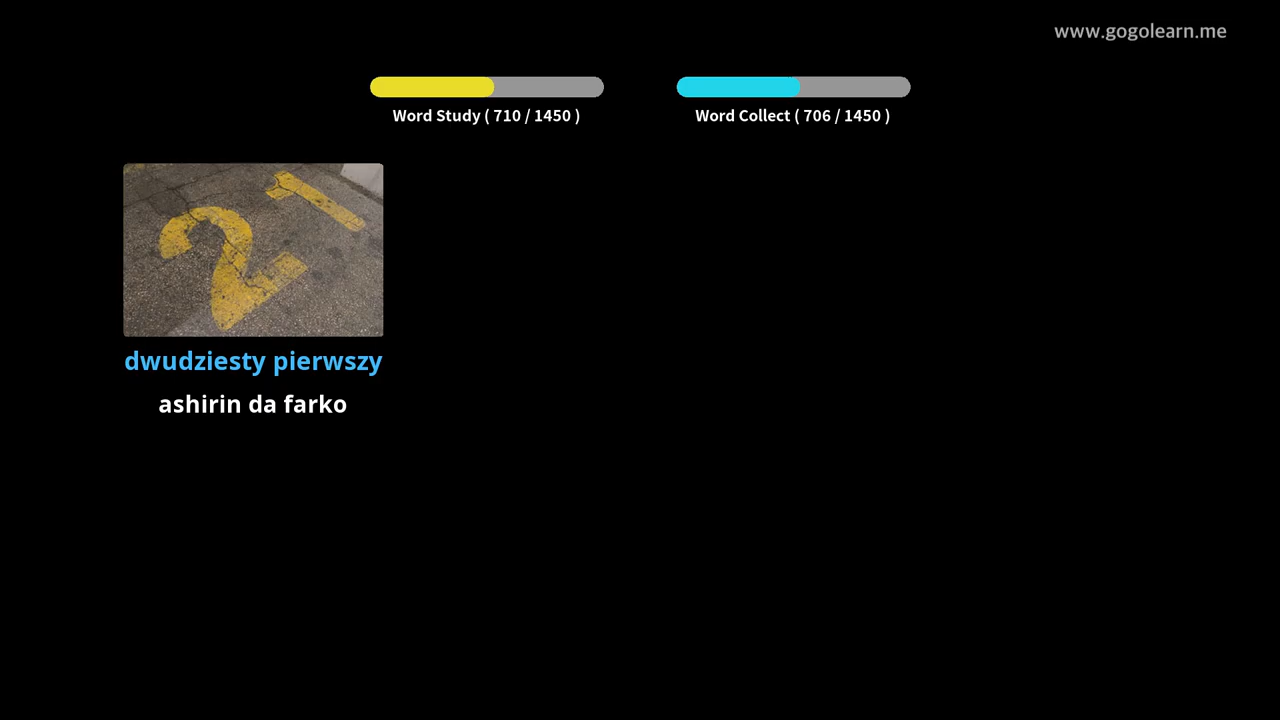 www.gogolearn.me
Word Study ( 710 / 1450 )
Word Collect ( 706 / 1450 )
21
dwudziesty pierwszy
ashirin da farko